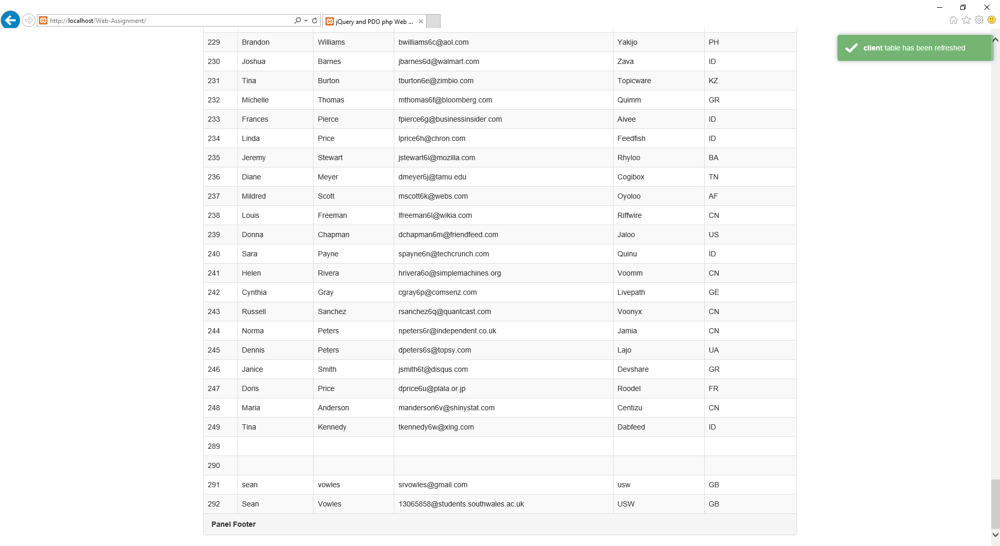 http://localhost/Web-Assignment/
jQuery and PDO php Web ...
client table has been refreshed
229 Brandon Williams bwilliams6c@aol.com Yakijo PH
230 Joshua Barnes jbarnes6d@walmart.com Zava ID
231 Tina Burton tburton6e@zimbio.com Topicware KZ
232 Michelle Thomas mthomas6f@bloomberg.com Quimm GR
233 Frances Pierce fpierce6g@businessinsider.com Aivee ID
234 Linda Price lprice6h@chron.com Feedfish ID
235 Jeremy Stewart jstewart6i@mozilla.com Rhyloo BA
236 Diane Meyer dmeyer6j@tamu.edu Cogibox TN
237 Mildred Scott mscott6k@webs.com Oyoloo AF
238 Louis Freeman lfreeman6l@wikia.com Riffwire CN
239 Donna Chapman dchapman6m@friendfeed.com Jaloo US
240 Sara Payne spayne6n@techcrunch.com Quinu ID
241 Helen Rivera hrivera6o@simplemachines.org Voomm CN
242 Cynthia Gray cgray6p@comsenz.com Livepath GE
243 Russell Sanchez rsanchez6q@quantcast.com Voonyx CN
244 Norma Peters npeters6r@independent.co.uk Jamia CN
245 Dennis Peters dpeters6s@topsy.com Lajo UA
246 Janice Smith jsmith6t@disqus.com Devshare GR
247 Doris Price dprice6u@plala.or.jp Roodel FR
248 Maria Anderson manderson6v@shinystat.com Centizu CN
249 Tina Kennedy tkennedy6w@xing.com Dabfeed ID
289
290
291 sean vowles srvowles@gmail.com usw GB
292 Sean Vowles 13065858@students.southwales.ac.uk USW GB
Panel Footer